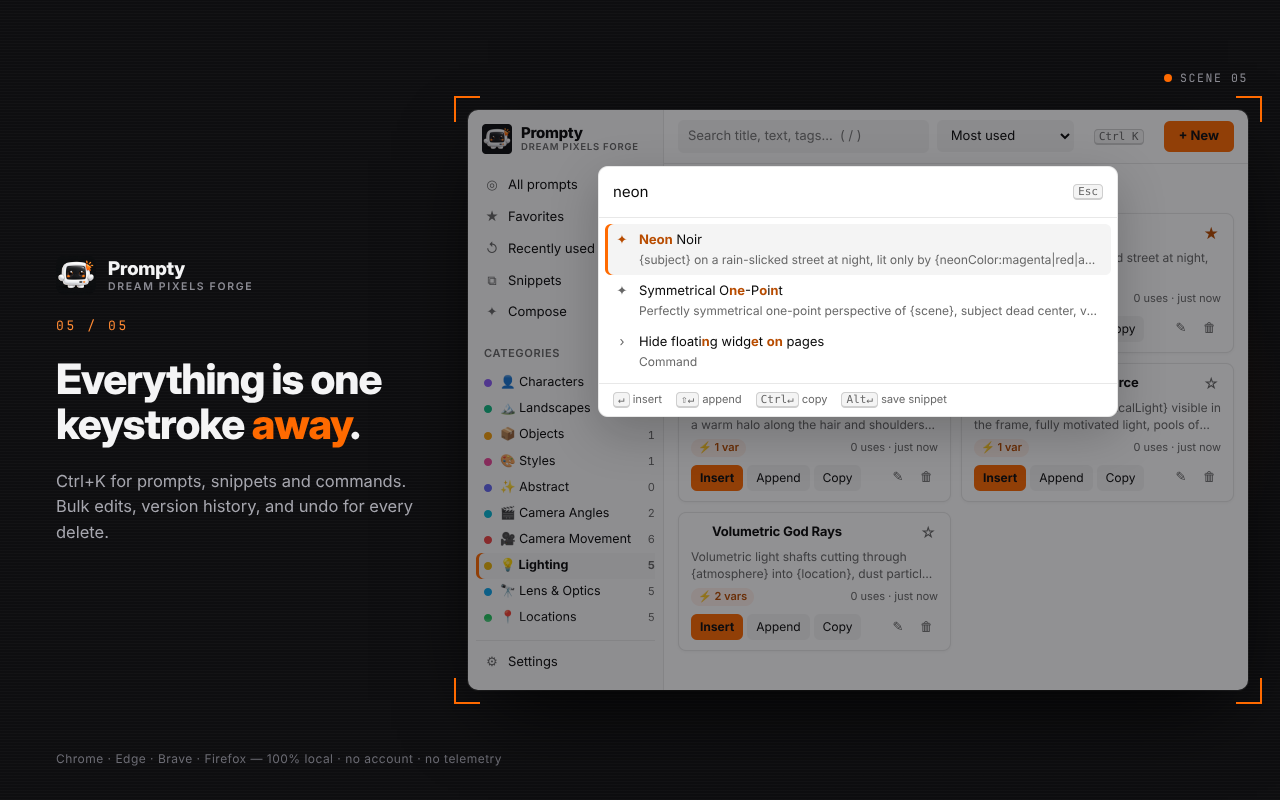 SCENE 05
Prompty
DREAM PIXELS FORGE
05 / 05
Everything is one
keystroke away.
Ctrl+K for prompts, snippets and commands.
Bulk edits, version history, and undo for every
delete.
Chrome · Edge · Brave · Firefox — 100% local · no account · no telemetry
Prompty
DREAM PIXELS FORGE
Search title, text, tags… ( / )
Most used
Ctrl K
+ New
All prompts
Favorites
Recently used
Snippets
Compose
CATEGORIES
Characters
Landscapes
Objects 1
Styles 1
Abstract 0
Camera Angles 2
Camera Movement 6
Lighting 5
Lens & Optics 5
Locations 5
Settings
neon
Esc
Neon Noir
{subject} on a rain-slicked street at night, lit only by {neonColor:magenta|red|a…
Symmetrical One-Point
Perfectly symmetrical one-point perspective of {scene}, subject dead center, v…
Hide floating widget on pages
Command
↵ insert ⇧↵ append Ctrl↵ copy Alt↵ save snippet
street at night,
0 uses · just now
a warm halo along the hair and shoulders…
⚡ 1 var 0 uses · just now
Insert Append Copy
calLight} visible in
the frame, fully motivated light, pools of…
⚡ 1 var 0 uses · just now
Insert Append Copy
Volumetric God Rays
Volumetric light shafts cutting through
{atmosphere} into {location}, dust particl…
⚡ 2 vars 0 uses · just now
Insert Append Copy